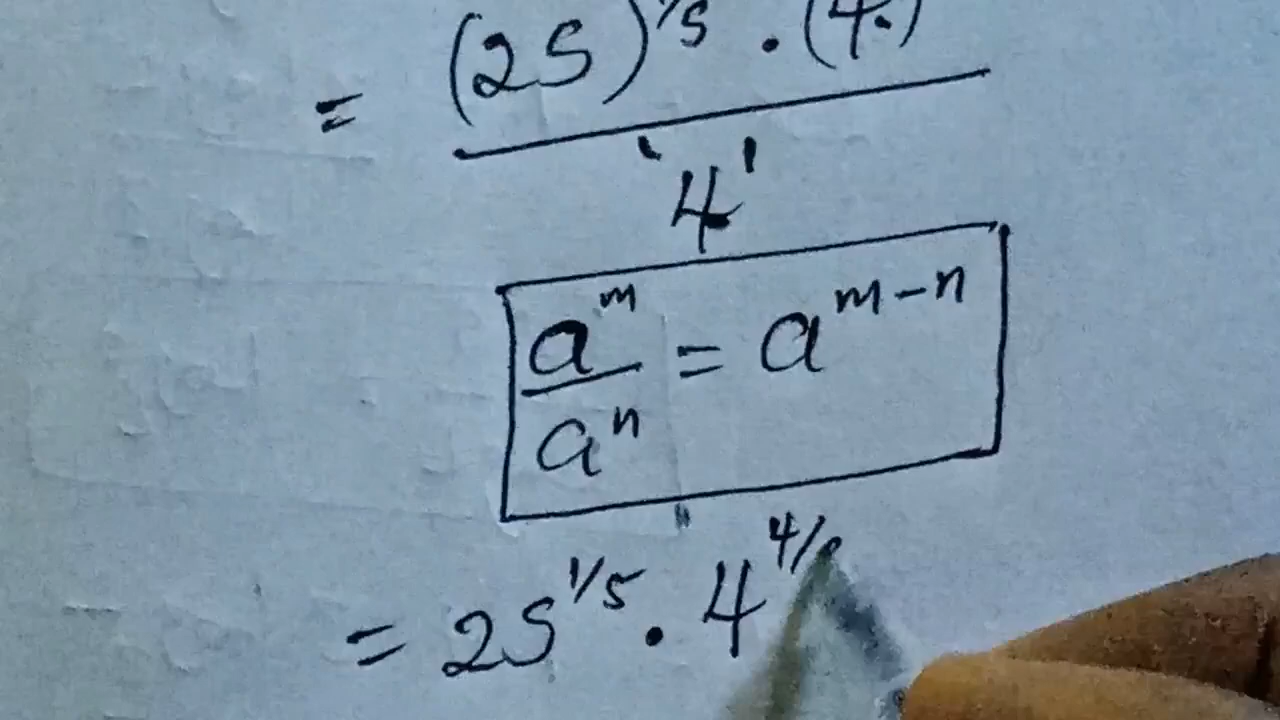 = (25)^1/5 · (4
4^1
a^m / a^n = a^m-n
= 25^1/5 · 4^4/